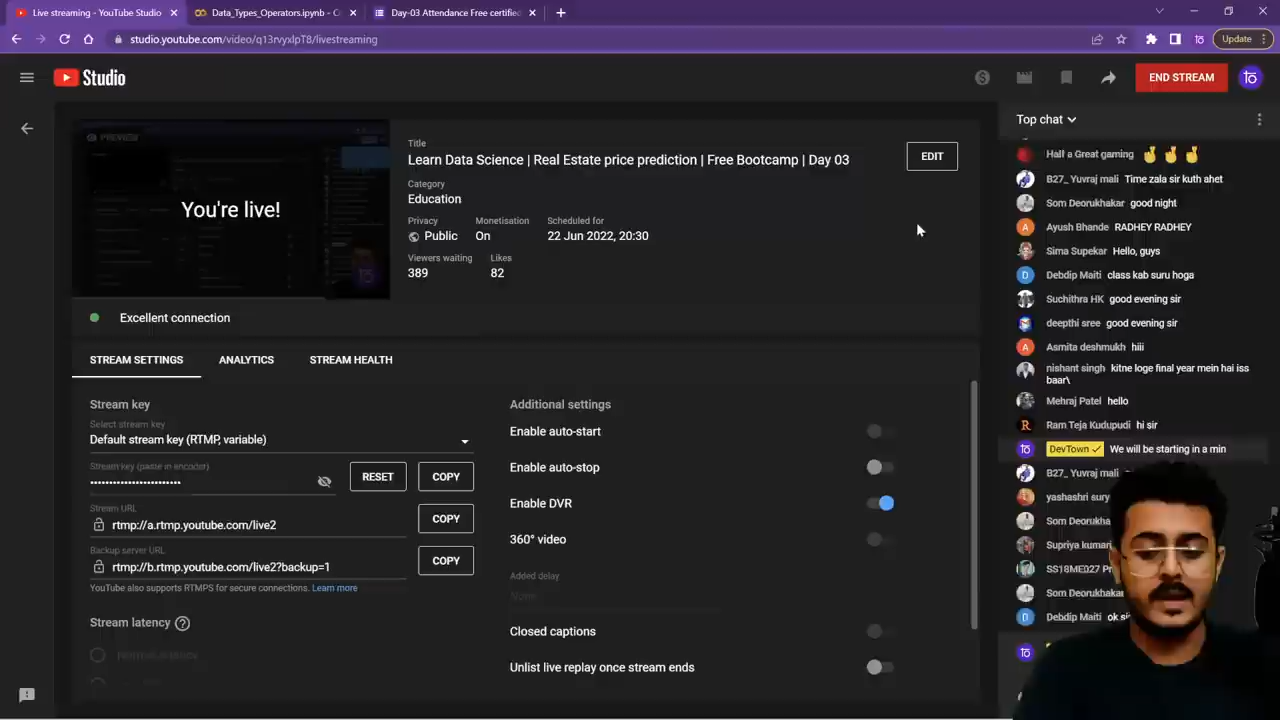 Live streaming - YouTube Studio
Data_Types_Operators.ipynb - C
Day-03 Attendance Free certified
studio.youtube.com/video/q13rvyxlpT8/livestreaming
Update
Studio
END STREAM
PREVIEW
You're live!
Title
Learn Data Science | Real Estate price prediction | Free Bootcamp | Day 03
EDIT
Category
Education
Privacy
Public
Monetisation
On
Scheduled for
22 Jun 2022, 20:30
Viewers waiting
389
Likes
82
Excellent connection
STREAM SETTINGS
ANALYTICS
STREAM HEALTH
Stream key
Select stream key
Default stream key (RTMP, variable)
Stream key (paste in encoder)
••••••••••••••••••••••••
RESET
COPY
Stream URL
rtmp://a.rtmp.youtube.com/live2
COPY
Backup server URL
rtmp://b.rtmp.youtube.com/live2?backup=1
COPY
YouTube also supports RTMPS for secure connections. Learn more
Stream latency
Additional settings
Enable auto-start
Enable auto-stop
Enable DVR
360° video
Added delay
None
Closed captions
Unlist live replay once stream ends
Top chat
Half a Great gaming
B27_ Yuvraj mali Time zala sir kuth ahet
Som Deorukhakar good night
Ayush Bhande RADHEY RADHEY
Sima Supekar Hello, guys
Debdip Maiti class kab suru hoga
Suchithra HK good evening sir
deepthi sree good evening sir
Asmita deshmukh hiii
nishant singh kitne loge final year mein hai iss
baar\
Mehraj Patel hello
Ram Teja Kudupudi hi sir
DevTown We will be starting in a min
B27_ Yuvraj
yashashri sury
Som Deorukha
Supriya kumari
SS18ME027 Pr
Som Deorukhakar
Debdip Maiti ok si